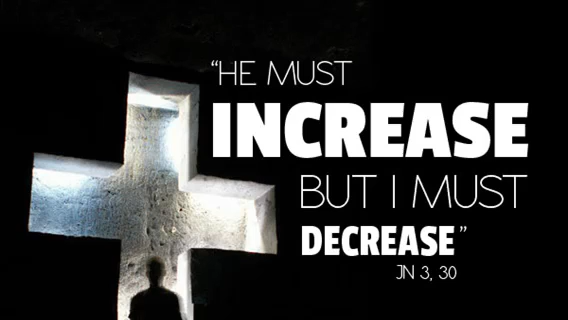 “HE MUST
INCREASE
BUT I MUST
DECREASE”
JN 3, 30